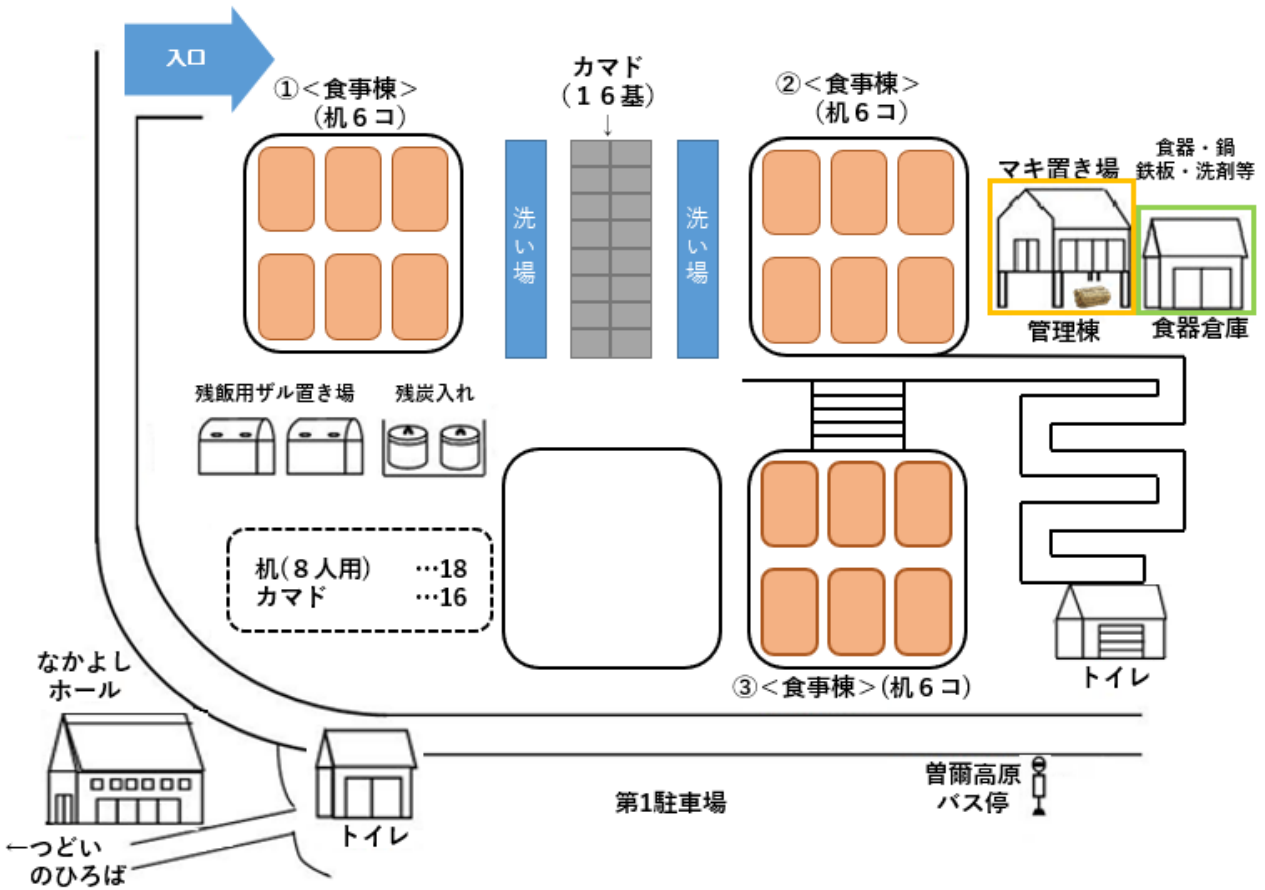 入口
①<食事棟>
(机6コ)
カマド
(16基)
↓
②<食事棟>
(机6コ)
洗い場
洗い場
マキ置き場
食器・鍋
鉄板・洗剤等
管理棟
食器倉庫
残飯用ザル置き場
残炭入れ
机(8人用) …18
カマド …16
③<食事棟>(机6コ)
トイレ
なかよし
ホール
トイレ
第1駐車場
曽爾高原
バス停
←つどい
のひろば